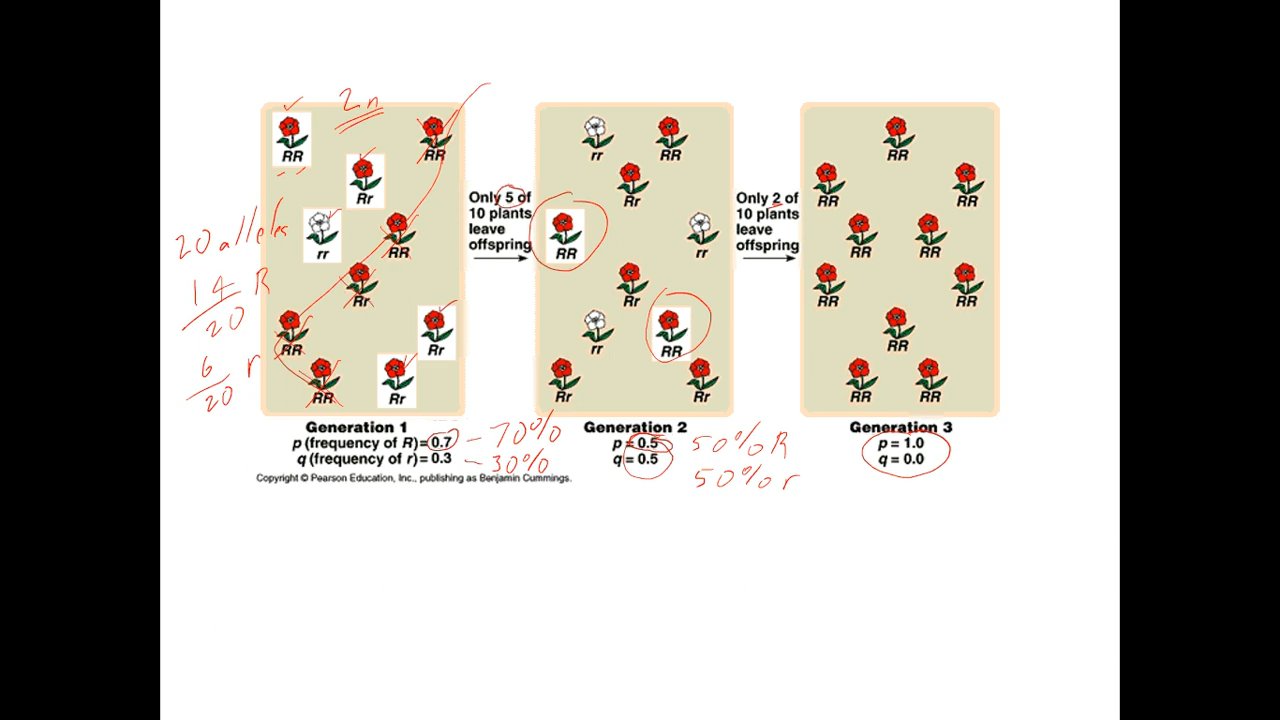 2n
RR
RR
Rr
rr
RR
Rr
RR
Rr
RR
Rr
20 alleles
14/20 R
6/20 r
Generation 1
p (frequency of R)=0.7
q (frequency of r)=0.3
- 70%
- 30%
Only 5 of
10 plants
leave
offspring
rr
RR
Rr
RR
rr
Rr
rr
RR
Rr
Rr
Generation 2
p = 0.5
q = 0.5
50% R
50% r
Only 2 of
10 plants
leave
offspring
RR
RR
RR
RR
RR
RR
RR
RR
RR
RR
Generation 3
p = 1.0
q = 0.0
Copyright © Pearson Education, Inc., publishing as Benjamin Cummings.